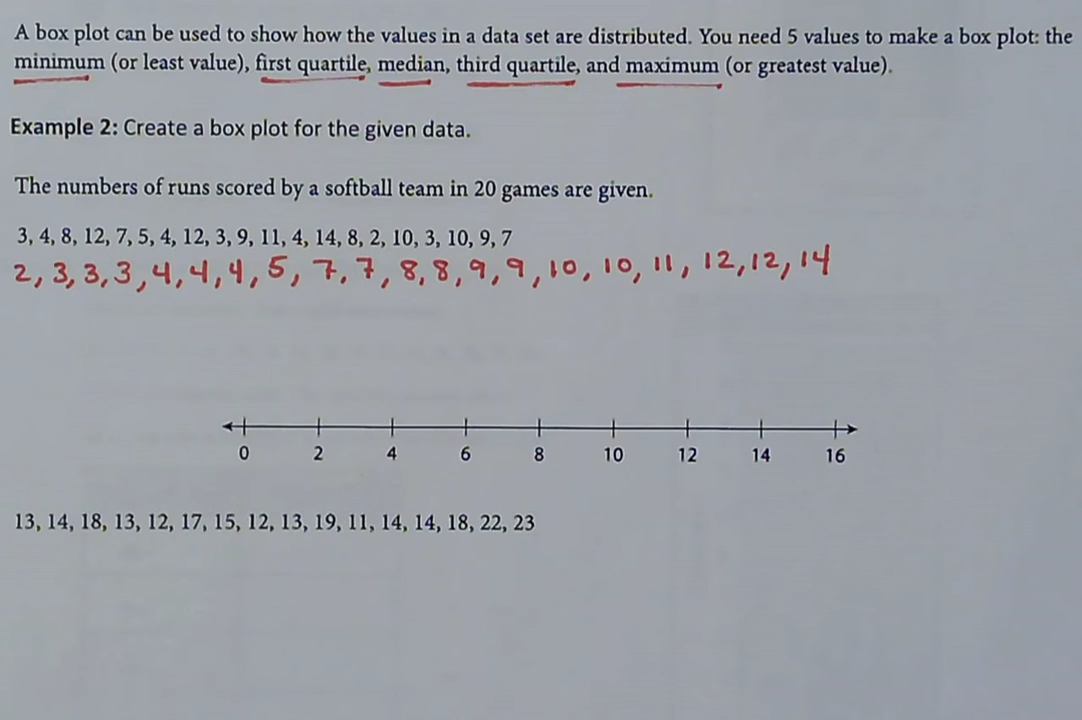 A box plot can be used to show how the values in a data set are distributed. You need 5 values to make a box plot: the
minimum (or least value), first quartile, median, third quartile, and maximum (or greatest value).
Example 2: Create a box plot for the given data.
The numbers of runs scored by a softball team in 20 games are given.
3, 4, 8, 12, 7, 5, 4, 12, 3, 9, 11, 4, 14, 8, 2, 10, 3, 10, 9, 7
2, 3, 3, 3, 4, 4, 4, 5, 7, 7, 8, 8, 9, 9, 10, 10, 11, 12, 12, 14
0 2 4 6 8 10 12 14 16
13, 14, 18, 13, 12, 17, 15, 12, 13, 19, 11, 14, 14, 18, 22, 23